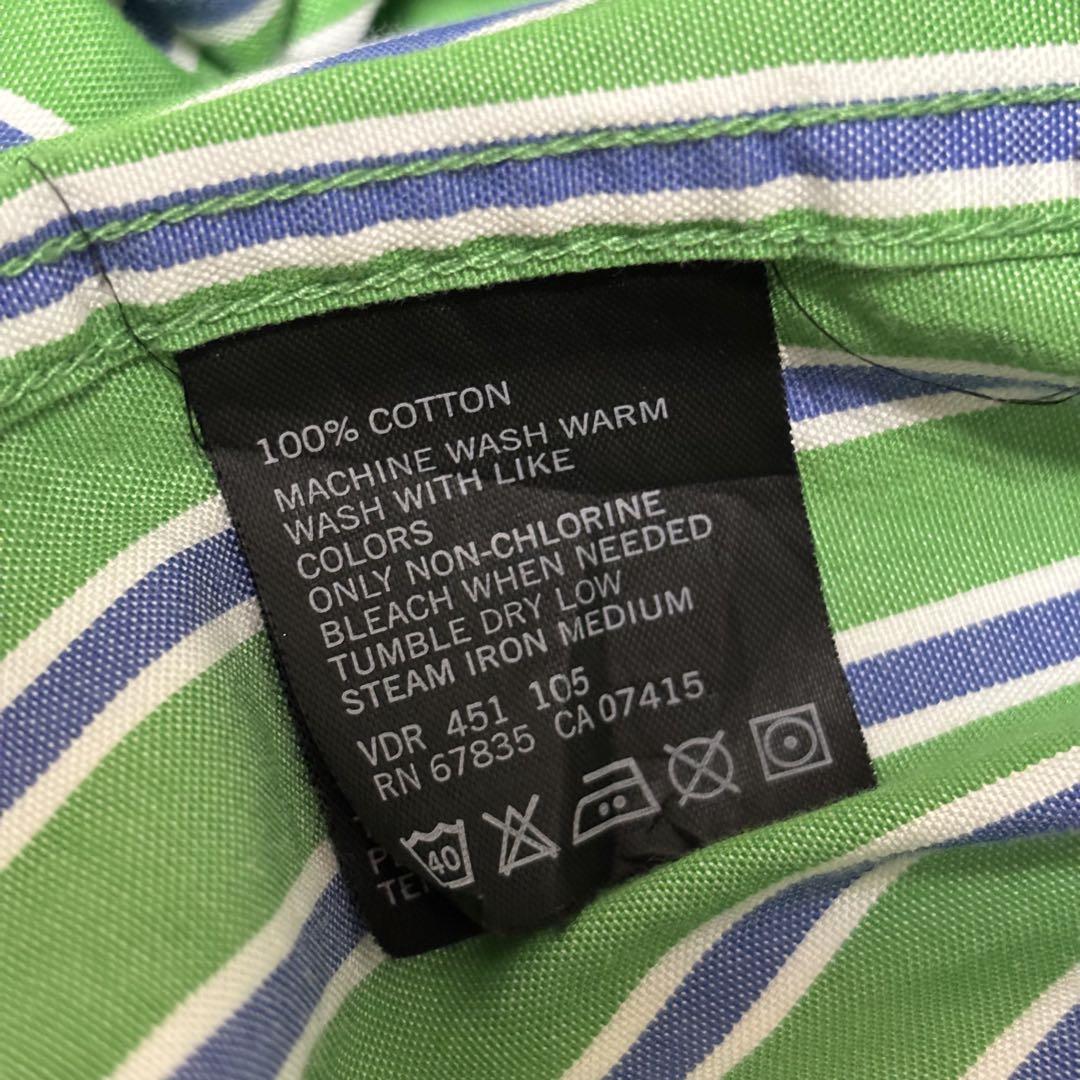 100% COTTON
MACHINE WASH WARM
WASH WITH LIKE
COLORS
ONLY NON-CHLORINE
BLEACH WHEN NEEDED
TUMBLE DRY LOW
STEAM IRON MEDIUM
VDR 451 105
RN 67835 CA 07415
40